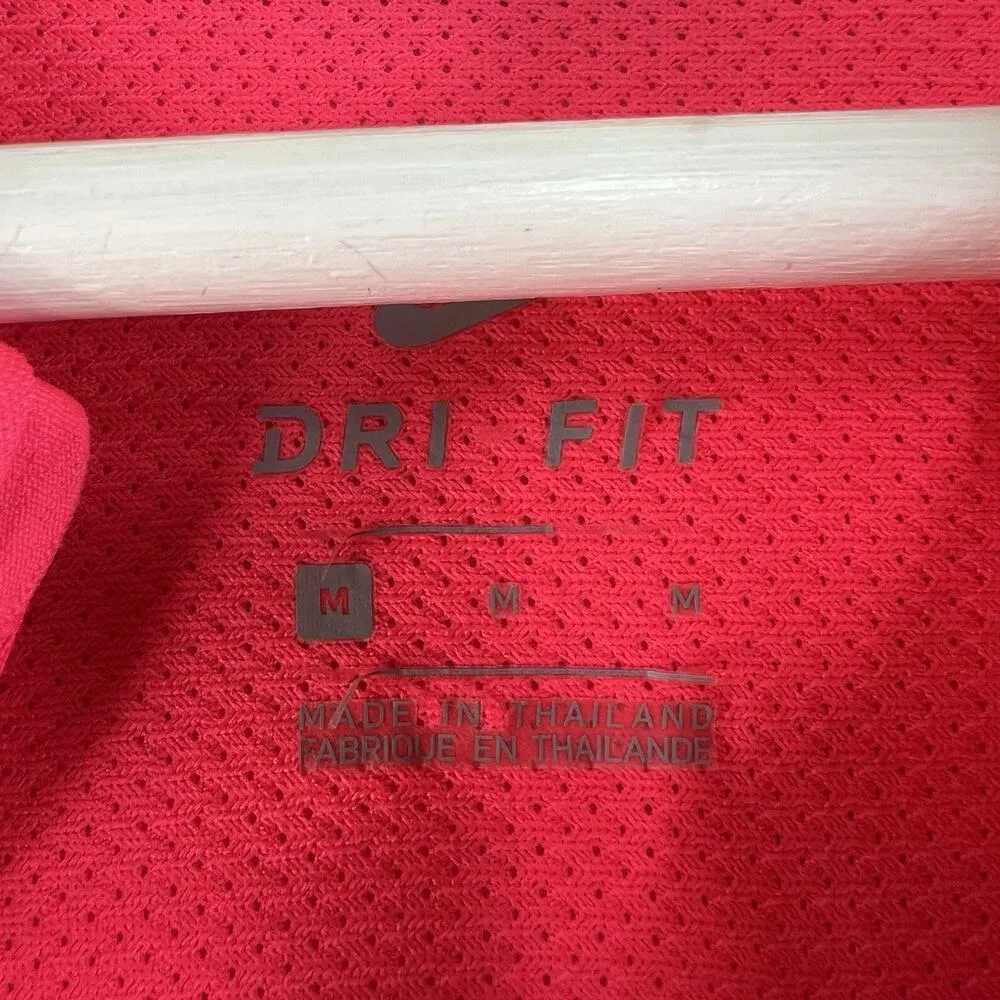 DRI FIT
M M M
MADE IN THAILAND
FABRIQUE EN THAILANDE